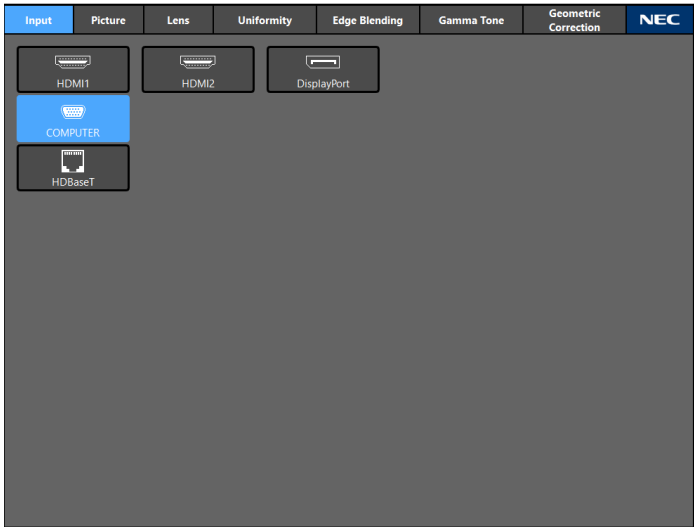 Input Picture Lens Uniformity Edge Blending Gamma Tone Geometric Correction NEC
HDMI1 HDMI2 DisplayPort
COMPUTER
HDBaseT